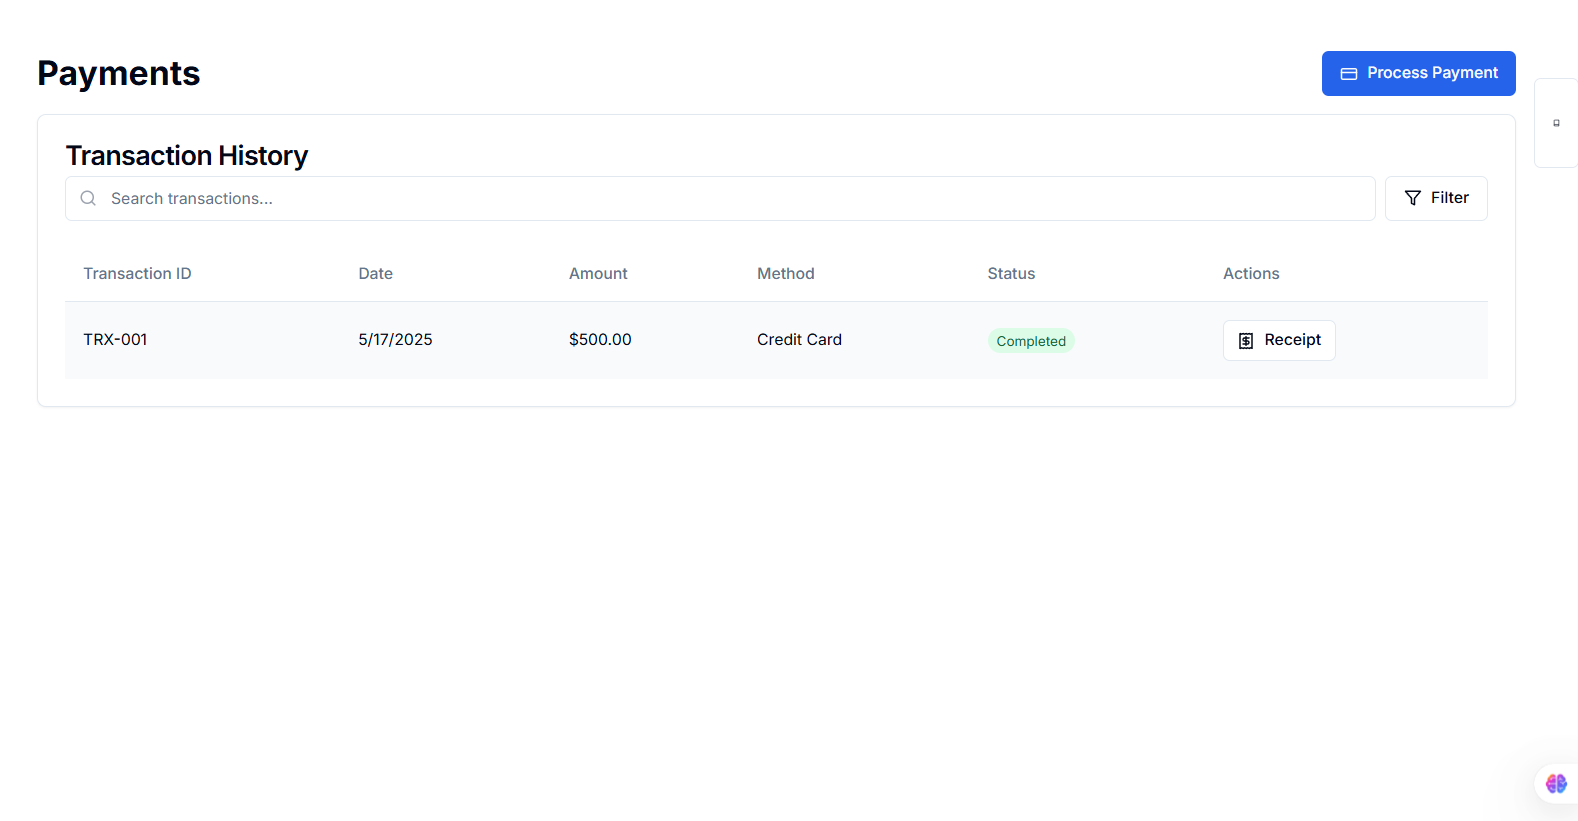 Payments
Process Payment
Transaction History
Search transactions...
Filter
Transaction ID Date Amount Method Status Actions
TRX-001 5/17/2025 $500.00 Credit Card Completed Receipt